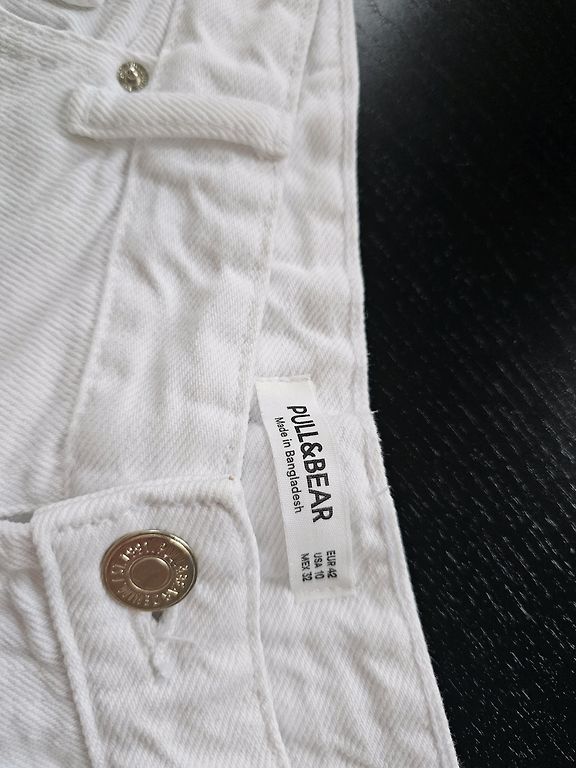 PULL&BEAR
Made in Bangladesh
EUR 42
USA 10
MEX 32